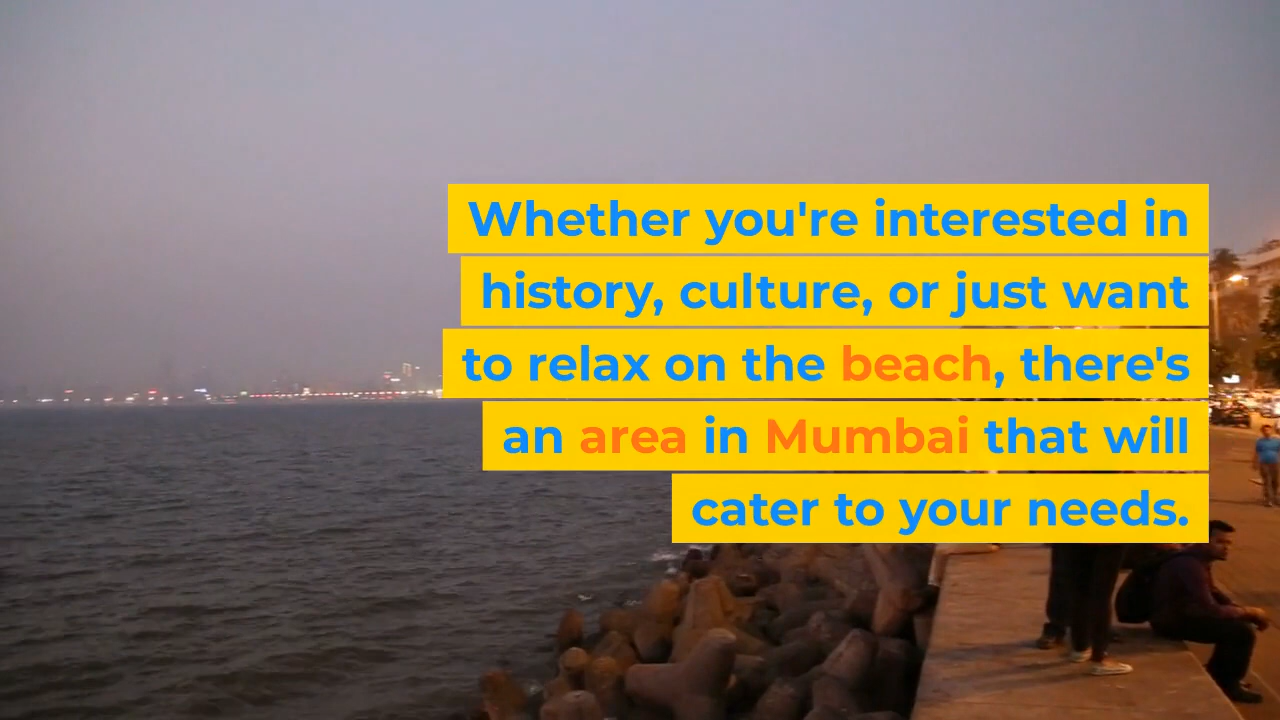 Whether you're interested in
history, culture, or just want
to relax on the beach, there's
an area in Mumbai that will
cater to your needs.